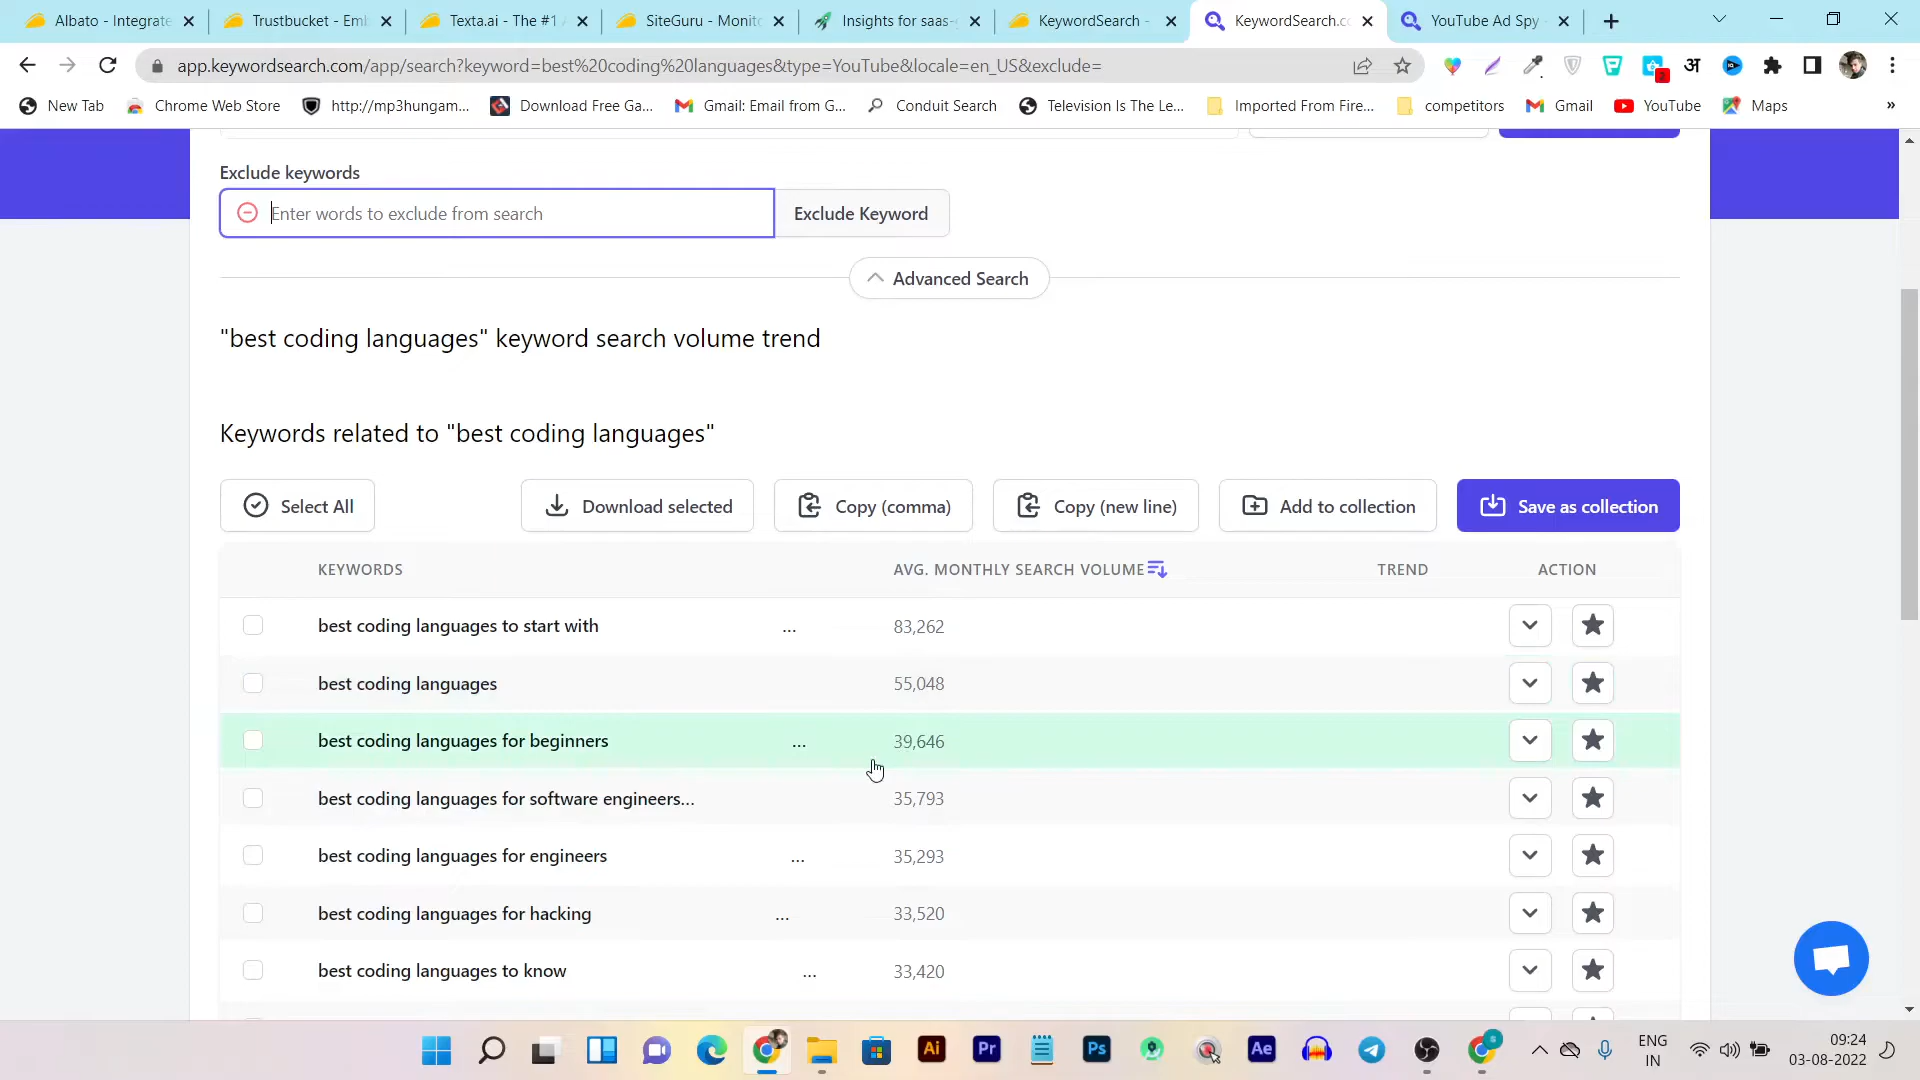 Albato - Integrate
Trustbucket - Emb
Texta.ai - The #1 A
SiteGuru - Monito
Insights for saas-g
KeywordSearch -
KeywordSearch.co
YouTube Ad Spy -
app.keywordsearch.com/app/search?keyword=best%20coding%20languages&type=YouTube&locale=en_US&exclude=
New Tab
Chrome Web Store
http://mp3hungam...
Download Free Ga...
Gmail: Email from G...
Conduit Search
Television Is The Le...
Imported From Fire...
competitors
Gmail
YouTube
Maps
»
Exclude keywords
Enter words to exclude from search
Exclude Keyword
Advanced Search
"best coding languages" keyword search volume trend
Keywords related to "best coding languages"
Select All
Download selected
Copy (comma)
Copy (new line)
Add to collection
Save as collection
KEYWORDS AVG. MONTHLY SEARCH VOLUME TREND ACTION
best coding languages to start with ... 83,262
best coding languages 55,048
best coding languages for beginners ... 39,646
best coding languages for software engineers... 35,793
best coding languages for engineers ... 35,293
best coding languages for hacking ... 33,520
best coding languages to know ... 33,420
Ai
Pr
Ps
Ae
ENG
IN
09:24
03-08-2022